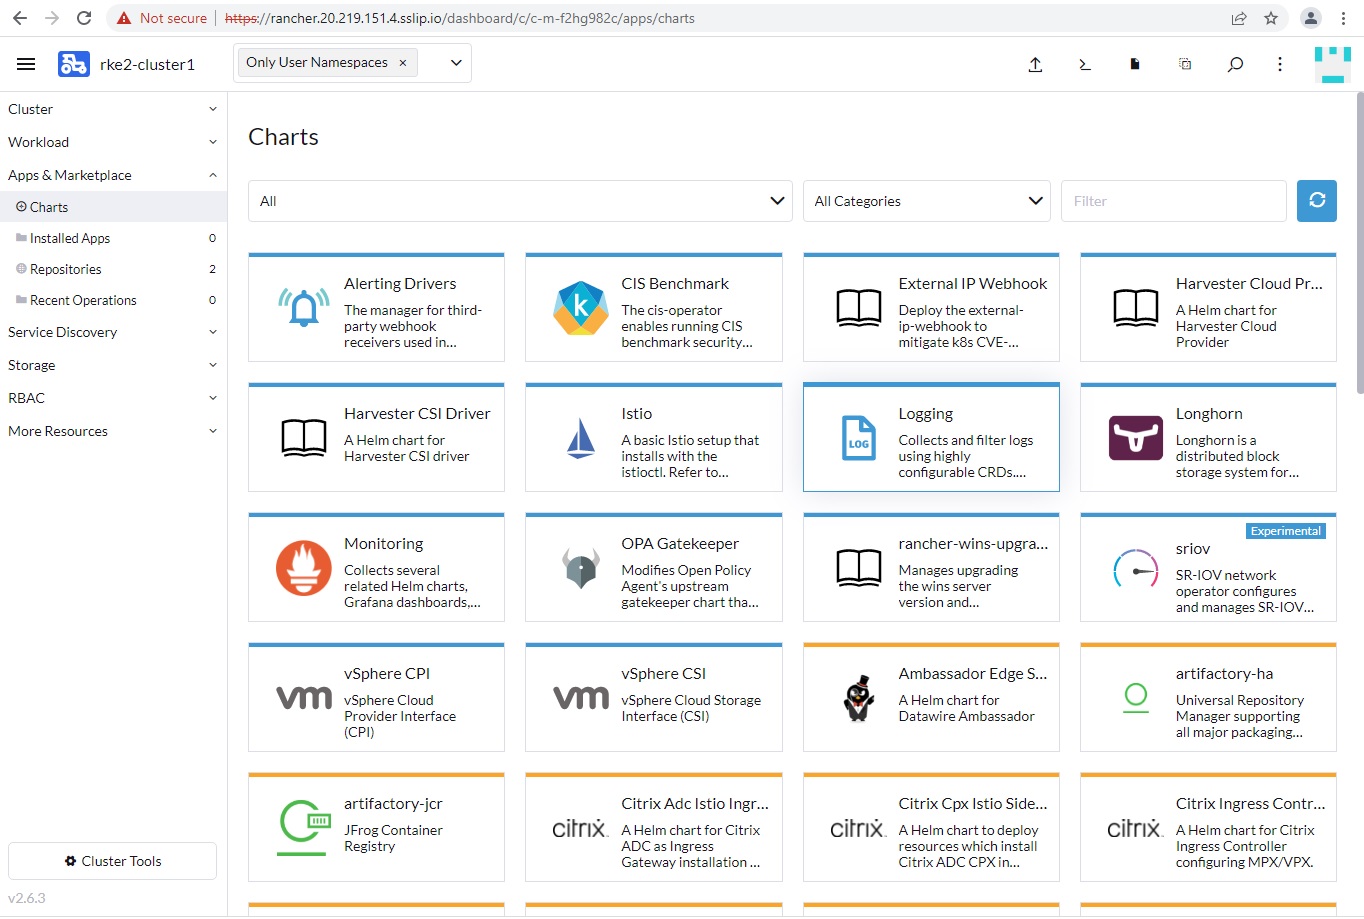 Not secure
https://rancher.20.219.151.4.sslip.io/dashboard/c/c-m-f2hg982c/apps/charts
rke2-cluster1
Only User Namespaces ×
Cluster
Workload
Apps & Marketplace
Charts
Installed Apps 0
Repositories 2
Recent Operations 0
Service Discovery
Storage
RBAC
More Resources
Cluster Tools
v2.6.3
Charts
All
All Categories
Filter
Alerting Drivers
The manager for third-
party webhook
receivers used in...
k
CIS Benchmark
The cis-operator
enables running CIS
benchmark security...
External IP Webhook
Deploy the external-
ip-webhook to
mitigate k8s CVE-...
Harvester Cloud Pr...
A Helm chart for
Harvester Cloud
Provider
Harvester CSI Driver
A Helm chart for
Harvester CSI driver
Istio
A basic Istio setup that
installs with the
istioctl. Refer to...
LOG
Logging
Collects and filter logs
using highly
configurable CRDs....
Longhorn
Longhorn is a
distributed block
storage system for...
Monitoring
Collects several
related Helm charts,
Grafana dashboards,...
OPA Gatekeeper
Modifies Open Policy
Agent's upstream
gatekeeper chart tha...
rancher-wins-upgra...
Manages upgrading
the wins server
version and...
Experimental
sriov
SR-IOV network
operator configures
and manages SR-IOV...
vm
vSphere CPI
vSphere Cloud
Provider Interface
(CPI)
vm
vSphere CSI
vSphere Cloud Storage
Interface (CSI)
Ambassador Edge S...
A Helm chart for
Datawire Ambassador
artifactory-ha
Universal Repository
Manager supporting
all major packaging...
artifactory-jcr
JFrog Container
Registry
citrix
Citrix Adc Istio Ingr...
A Helm chart for Citrix
ADC as Ingress
Gateway installation ...
citrix
Citrix Cpx Istio Side...
A Helm chart to deploy
resources which install
Citrix ADC CPX in...
citrix
Citrix Ingress Contr...
A Helm chart for Citrix
Ingress Controller
configuring MPX/VPX.